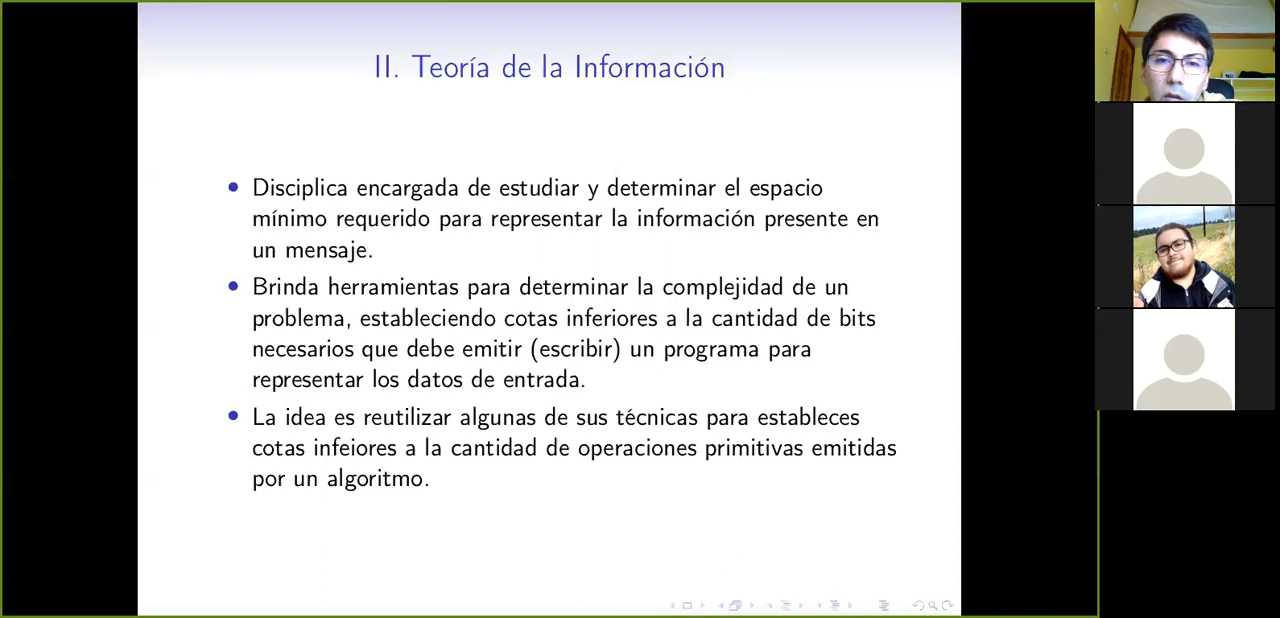 II. Teoría de la Información
Disciplica encargada de estudiar y determinar el espacio
mínimo requerido para representar la información presente en
un mensaje.
Brinda herramientas para determinar la complejidad de un
problema, estableciendo cotas inferiores a la cantidad de bits
necesarios que debe emitir (escribir) un programa para
representar los datos de entrada.
La idea es reutilizar algunas de sus técnicas para estableces
cotas infeiores a la cantidad de operaciones primitivas emitidas
por un algoritmo.